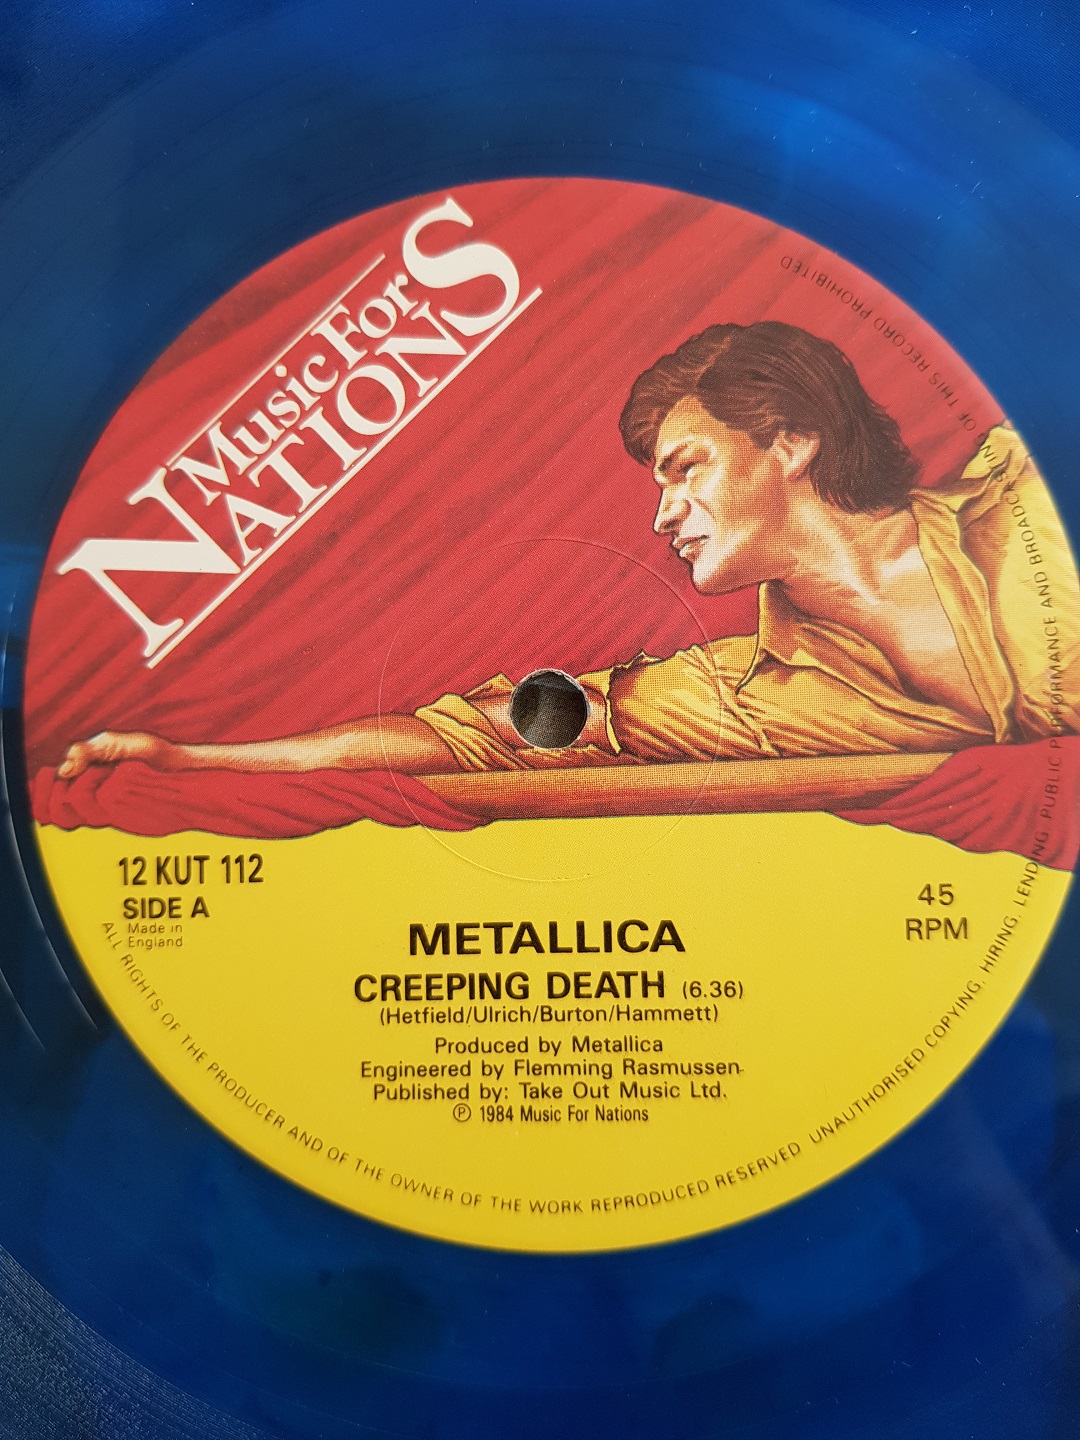 Music For
NATIONS
12 KUT 112
SIDE A
Made in
England
45
RPM
METALLICA
CREEPING DEATH (6.36)
(Hetfield/Ulrich/Burton/Hammett)
Produced by Metallica
Engineered by Flemming Rasmussen
Published by: Take Out Music Ltd.
℗ 1984 Music For Nations
ALL RIGHTS OF THE PRODUCER AND OF THE OWNER OF THE WORK REPRODUCED RESERVED UNAUTHORISED COPYING, HIRING, LENDING PUBLIC PERFORMANCE AND BROADCASTING OF THIS RECORD PROHIBITED